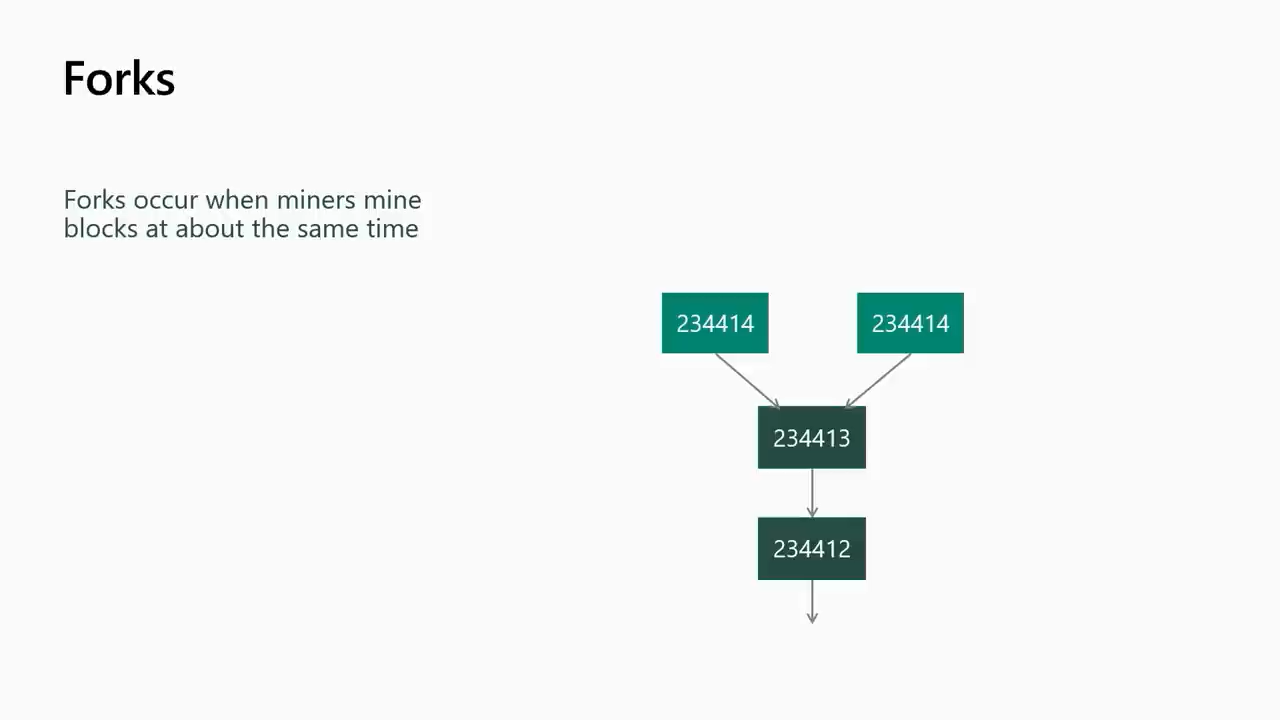 Forks
Forks occur when miners mine
blocks at about the same time
234414 234414
234413
234412